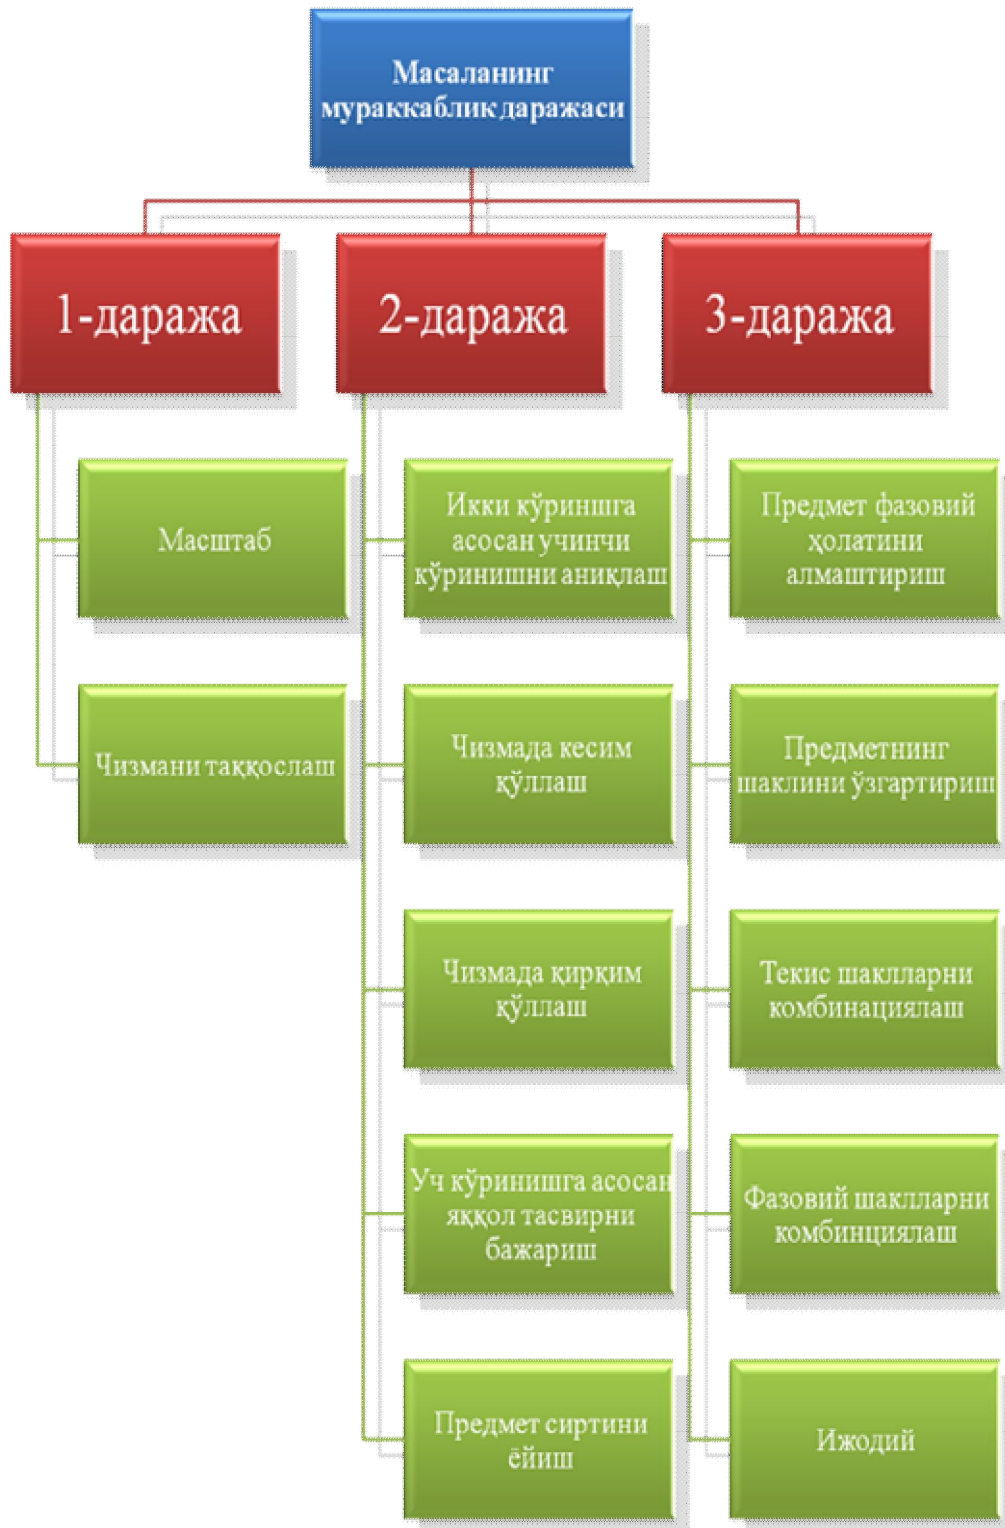 Масаланинг
мураккаблик даражаси
1-даража
2-даража
3-даража
Масштаб
Чизмани таққослаш
Икки кўриншга
асосан учинчи
кўринишни аниқлаш
Чизмада кесим
қўллаш
Чизмада қирқим
қўллаш
Уч кўринишга асосан
яққол тасвирни
бажариш
Предмет сиртини
ёйиш
Предмет фазовий
ҳолатини
алмаштириш
Предметнинг
шаклини ўзгартириш
Текис шаклларни
комбинациялаш
Фазовий шаклларни
комбинциялаш
Ижодий